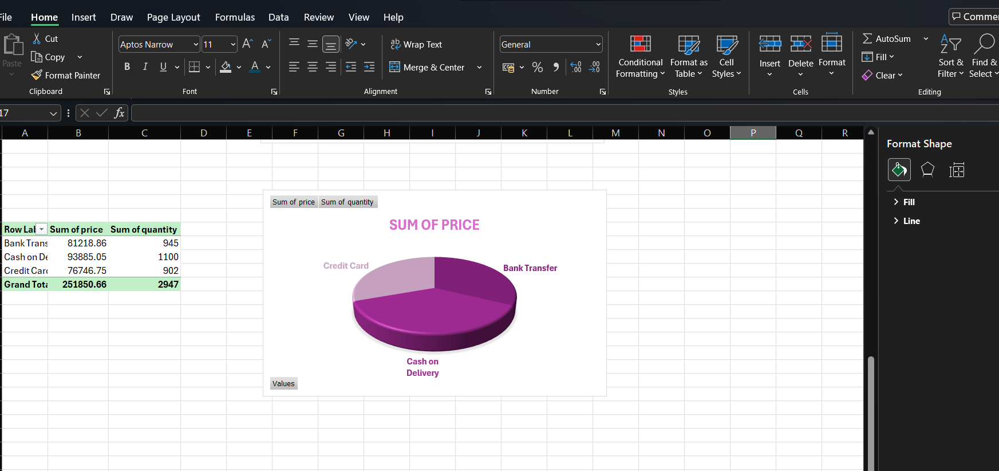 File Home Insert Draw Page Layout Formulas Data Review View Help
Paste
Cut
Copy
Format Painter
Clipboard
Aptos Narrow 11
B I U
Font
Wrap Text
Merge & Center
Alignment
General
% 
Number
Conditional Formatting
Format as Table
Cell Styles
Styles
Insert
Delete
Format
Cells
AutoSum
Fill
Clear
Sort & Filter
Find & Select
Editing
17
fx
A B C D E F G H I J K L M N O P Q R
Row Lab Sum of price Sum of quantity
Bank Trans 81218.86 945
Cash on De 93885.05 1100
Credit Card 76746.75 902
Grand Tota 251850.66 2947
Sum of price Sum of quantity
SUM OF PRICE
Credit Card
Bank Transfer
Cash on
Delivery
Values
Format Shape
Fill
Line